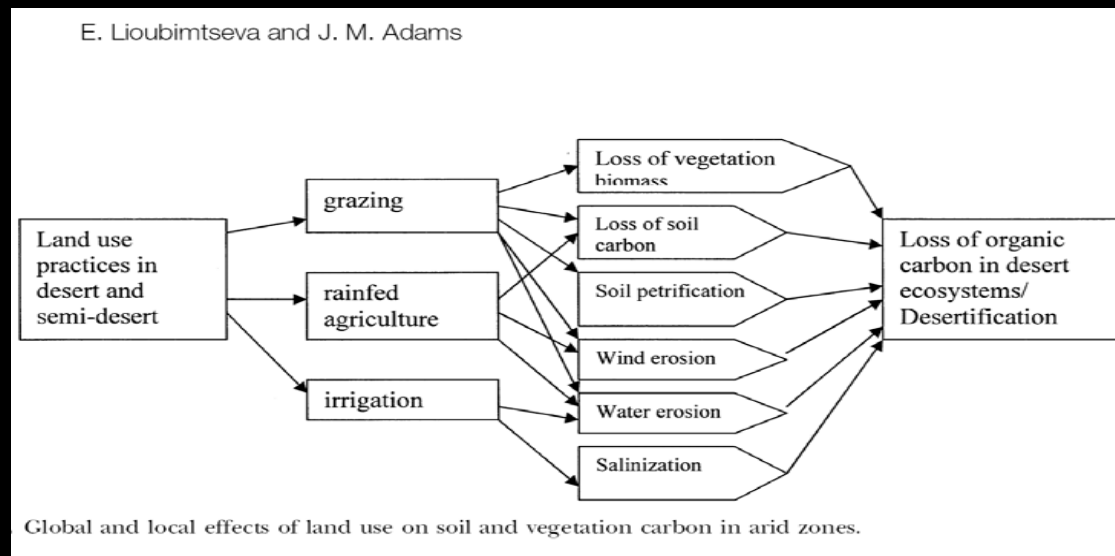 E. Lioubimtseva and J. M. Adams
Land use
practices in
desert and
semi-desert
grazing
rainfed
agriculture
irrigation
Loss of vegetation
biomass
Loss of soil
carbon
Soil petrification
Wind erosion
Water erosion
Salinization
Loss of organic
carbon in desert
ecosystems/
Desertification
. Global and local effects of land use on soil and vegetation carbon in arid zones.